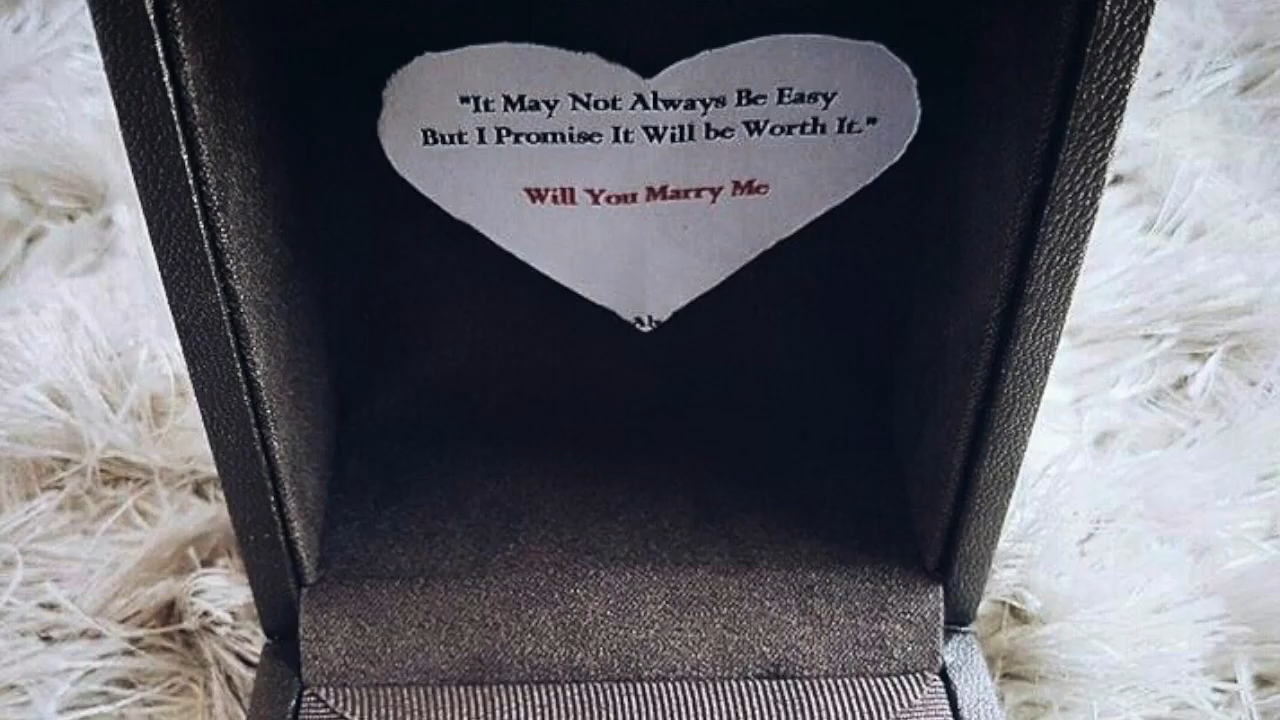 "It May Not Always Be Easy
But I Promise It Will be Worth It."
Will You Marry Me